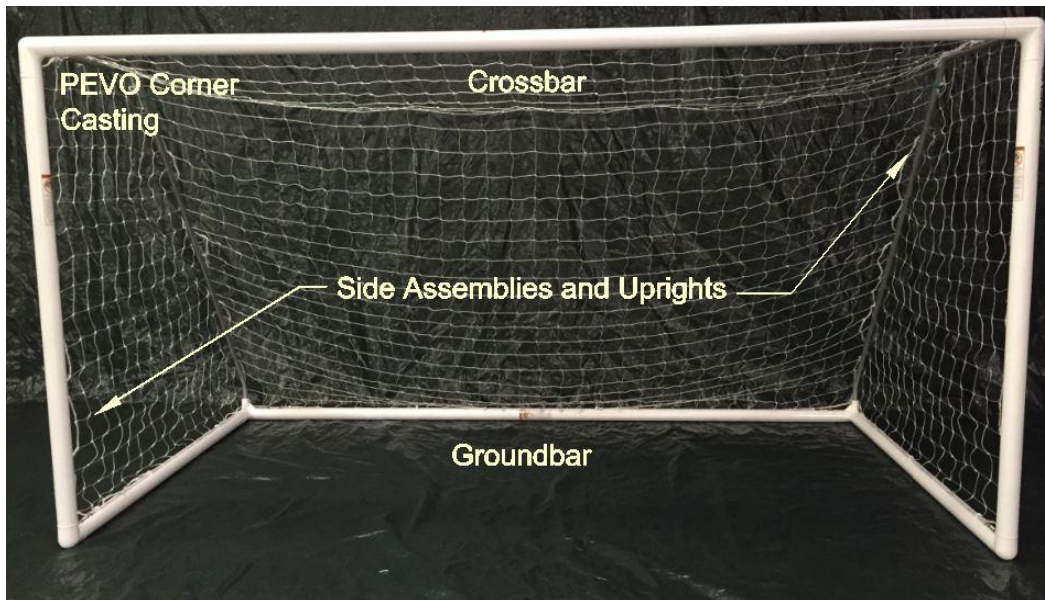 PEVO Corner
Casting
Crossbar
Side Assemblies and Uprights
Groundbar